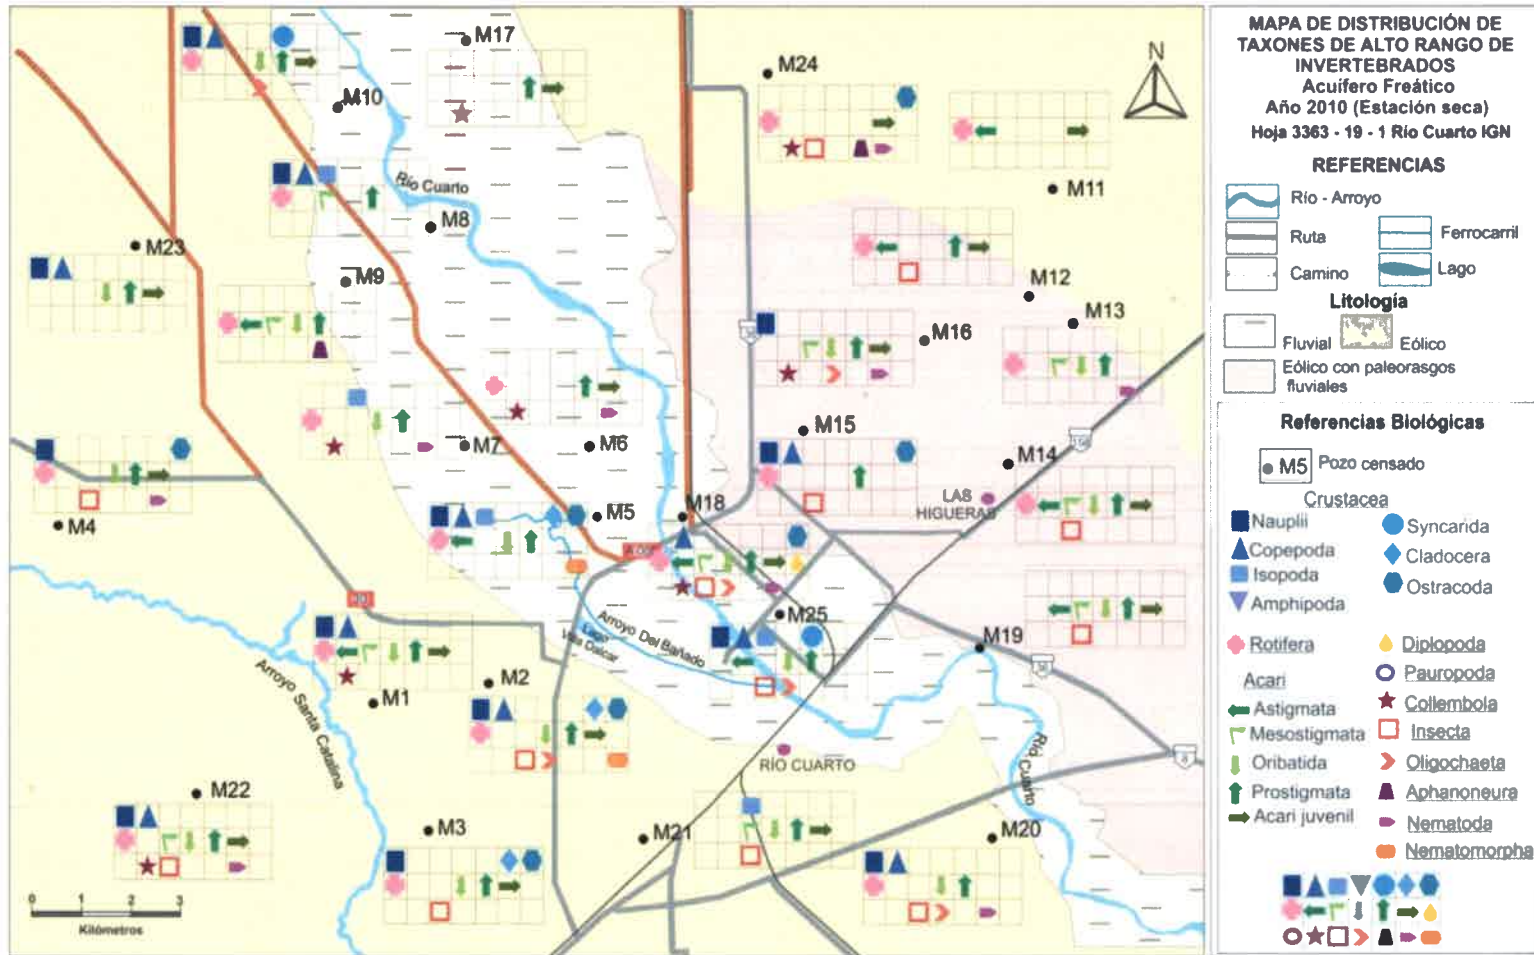 MAPA DE DISTRIBUCIÓN DE
TAXONES DE ALTO RANGO DE
INVERTEBRADOS
Acuífero Freático
Año 2010 (Estación seca)
Hoja 3363 - 19 - 1 Río Cuarto IGN
REFERENCIAS
Río - Arroyo
Ruta
Ferrocarril
Camino
Lago
Litología
Fluvial
Eólico
Eólico con paleorasgos
fluviales
Referencias Biológicas
M5
Pozo censado
Crustacea
Nauplii
Syncarida
Copepoda
Cladocera
Isopoda
Ostracoda
Amphipoda
Rotifera
Diplopoda
Pauropoda
Acari
Collembola
Astigmata
Insecta
Mesostigmata
Oligochaeta
Oribatida
Aphanoneura
Prostigmata
Nematoda
Acari juvenil
Nematomorpha
N
M17
M24
M10
M11
Río Cuarto
M8
M23
M9
M12
M13
M16
M15
M7
M6
M14
LAS
HIGUERAS
M4
M5
M18
M25
Arroyo Del Bañado
Lago
Villa Dalcar
M19
Arroyo Santa Catalina
M1
M2
RÍO CUARTO
Río Cuarto
M22
M3
M21
M20
8
0
1
2
3
Kilómetros